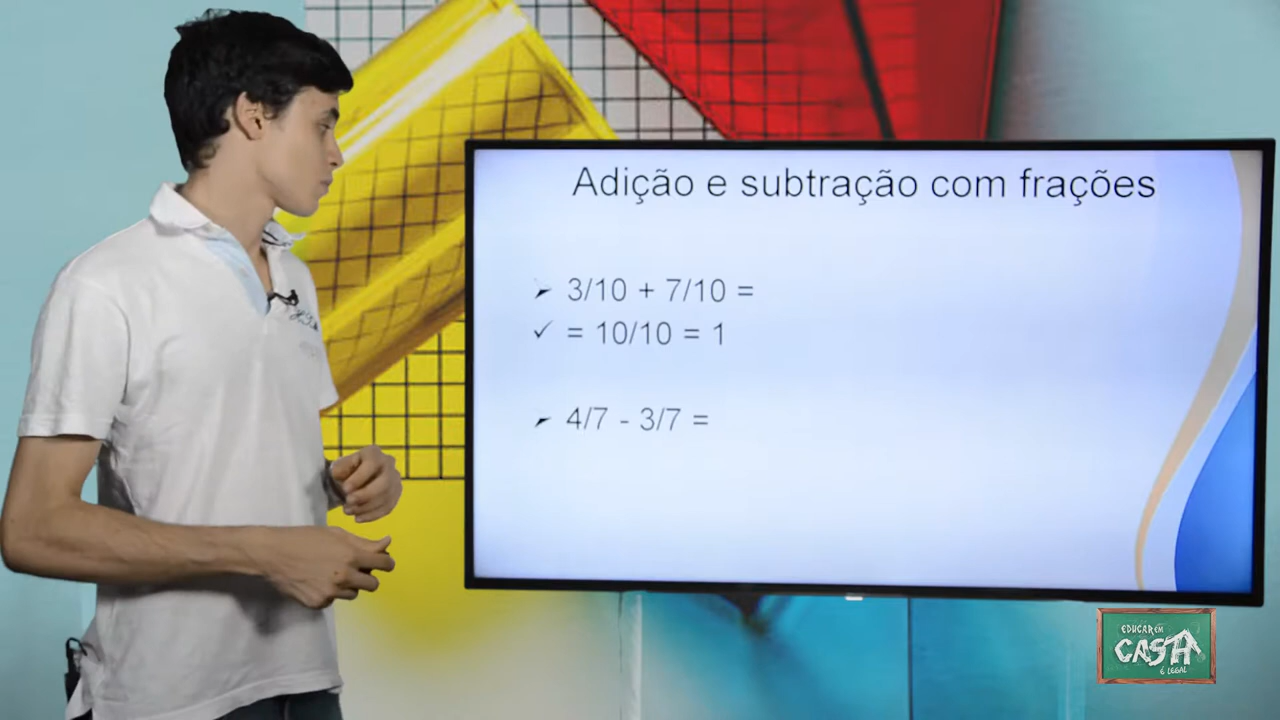 Adição e subtração com frações
3/10 + 7/10 =
= 10/10 = 1
4/7 - 3/7 =
EDUCAR EM
CASA
É LEGAL